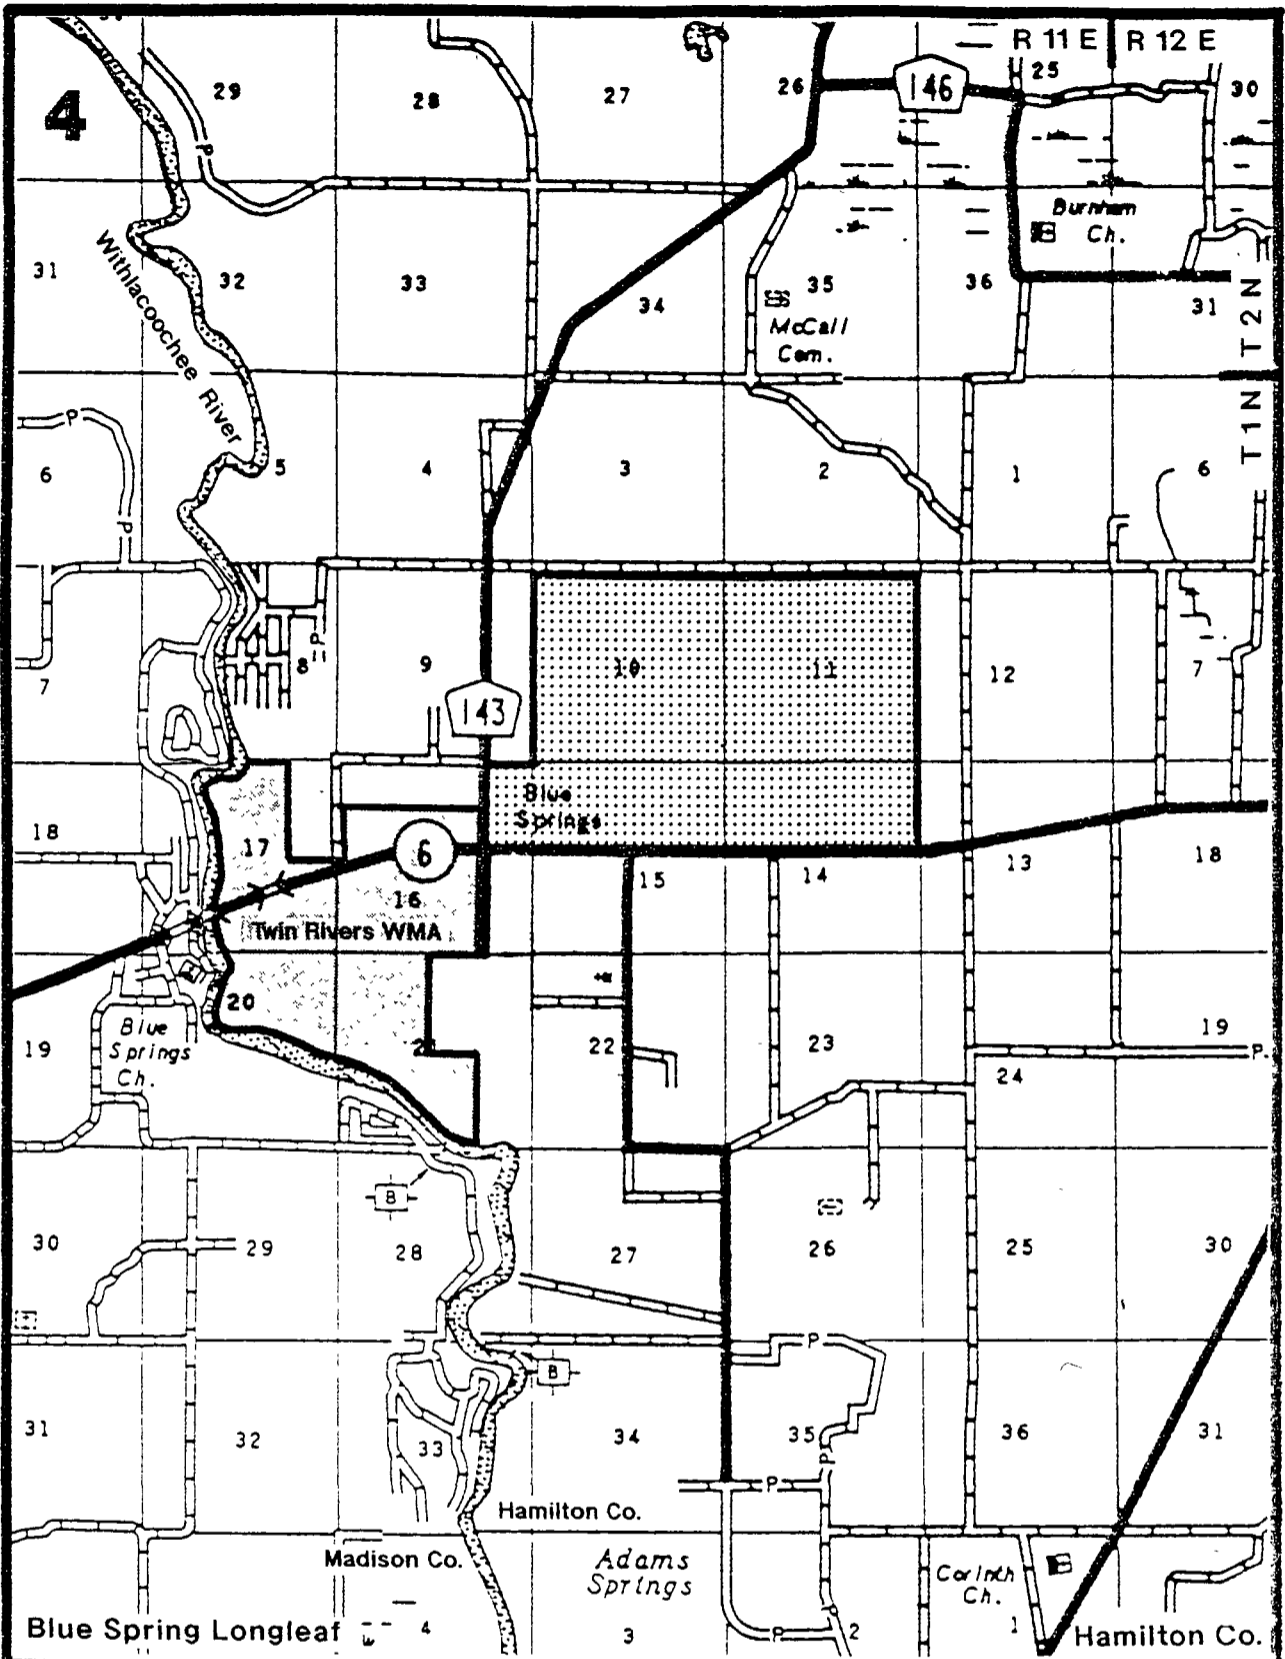 R 11 E R 12 E
4
29
28
27
26
146
25
30
P
Burnham
Ch.
Withlacoochee River
31
32
33
34
35
36
31
McCall
Cem.
T 2 N
T 1 N
P
6
5
4
3
2
1
6
P
7
8
P
9
10
11
12
7
143
Blue
Springs
18
17
6
16
15
14
13
18
Twin Rivers WMA
20
19
Blue
Springs
Ch.
22
23
24
19
P
B
30
29
28
27
26
25
30
P
B
31
32
33
34
35
36
31
P
P
Hamilton Co.
Madison Co.
Adams
Springs
Corinth
Ch.
Blue Spring Longleaf
4
3
P
P
2
1
Hamilton Co.